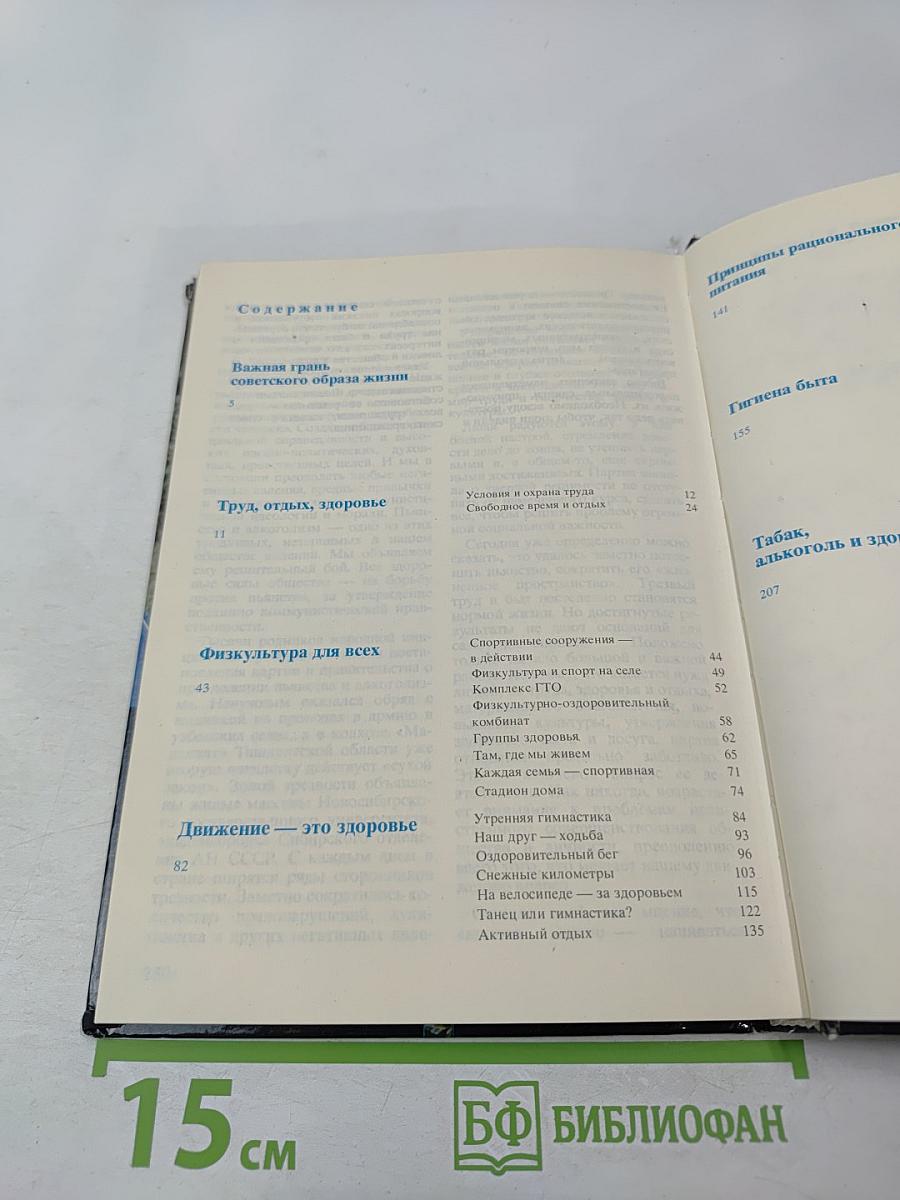 Содержание
Важная грань
советского образа жизни
5
Труд, отдых, здоровье
11
Условия и охрана труда 12
Свободное время и отдых 24
Физкультура для всех
43
Спортивные сооружения —
в действии 44
Физкультура и спорт на селе 49
Комплекс ГТО 52
Физкультурно-оздоровительный
комбинат 58
Группы здоровья 62
Там, где мы живем 65
Каждая семья — спортивная 71
Стадион дома 74
Движение — это здоровье
82
Утренняя гимнастика 84
Наш друг — ходьба 93
Оздоровительный бег 96
Снежные километры 103
На велосипеде — за здоровьем 115
Танец или гимнастика? 122
Активный отдых 135
Принципы рационального
питания
141
Гигиена быта
155
Табак,
алкоголь и
207
15 см
БФ БИБЛИОФАН